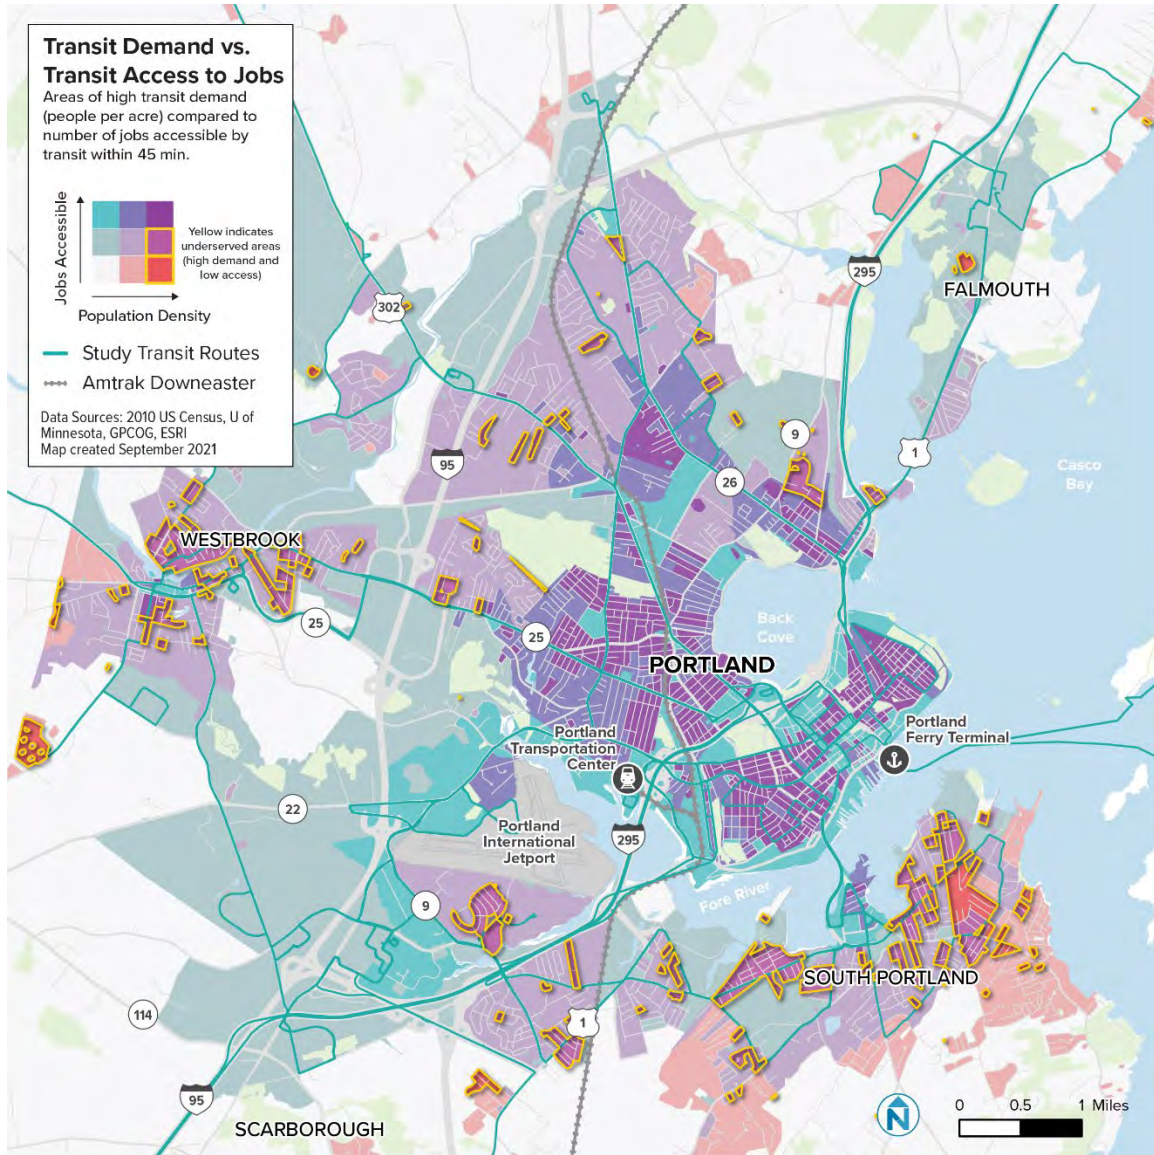 Transit Demand vs.
Transit Access to Jobs
Areas of high transit demand
(people per acre) compared to
number of jobs accessible by
transit within 45 min.
Jobs Accessible
Yellow indicates
underserved areas
(high demand and
low access)
Population Density
Study Transit Routes
Amtrak Downeaster
Data Sources: 2010 US Census, U of
Minnesota, GPCOG, ESRI
Map created September 2021
295
FALMOUTH
302
9
1
95
26
Casco
Bay
WESTBROOK
25
25
Back
Cove
PORTLAND
Portland
Transportation
Center
Portland
Ferry Terminal
22
Portland
International
Jetport
295
Fore River
9
SOUTH PORTLAND
114
1
95
SCARBOROUGH
N
0 0.5 1 Miles